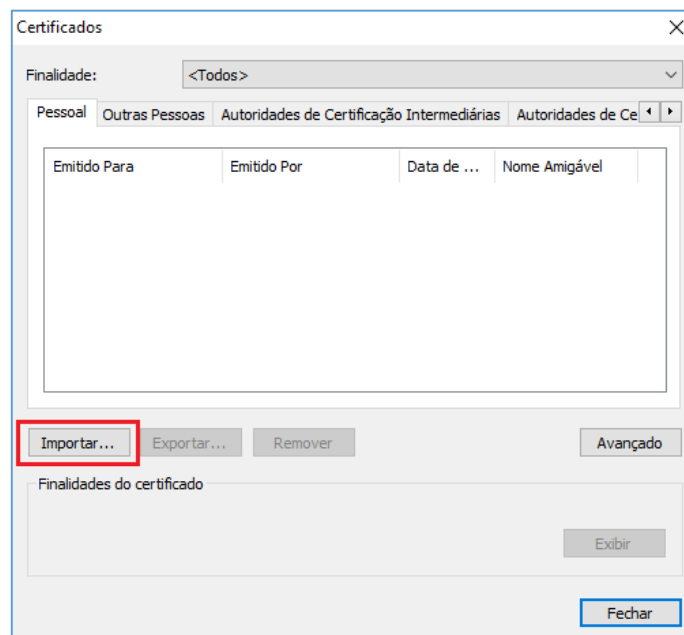 Certificados
Finalidade: <Todos>
Pessoal Outras Pessoas Autoridades de Certificação Intermediárias Autoridades de Ce
Emitido Para Emitido Por Data de ... Nome Amigável
Importar... Exportar... Remover Avançado
Finalidades do certificado
Exibir
Fechar